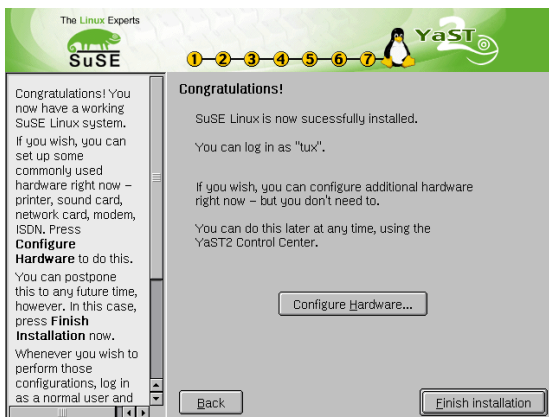 The Linux Experts
SuSE
1 2 3 4 5 6 7
YaST
2
Congratulations! You
now have a working
SuSE Linux system.
If you wish, you can
set up some
commonly used
hardware right now –
printer, sound card,
network card, modem,
ISDN. Press
Configure
Hardware to do this.
You can postpone
this to any future time,
however. In this case,
press Finish
Installation now.
Whenever you wish to
perform those
configurations, log in
as a normal user and
Congratulations!
SuSE Linux is now sucessfully installed.
You can log in as "tux".
If you wish, you can configure additional hardware
right now – but you don't need to.
You can do this later at any time, using the
YaST2 Control Center.
Configure Hardware...
Back
Finish installation